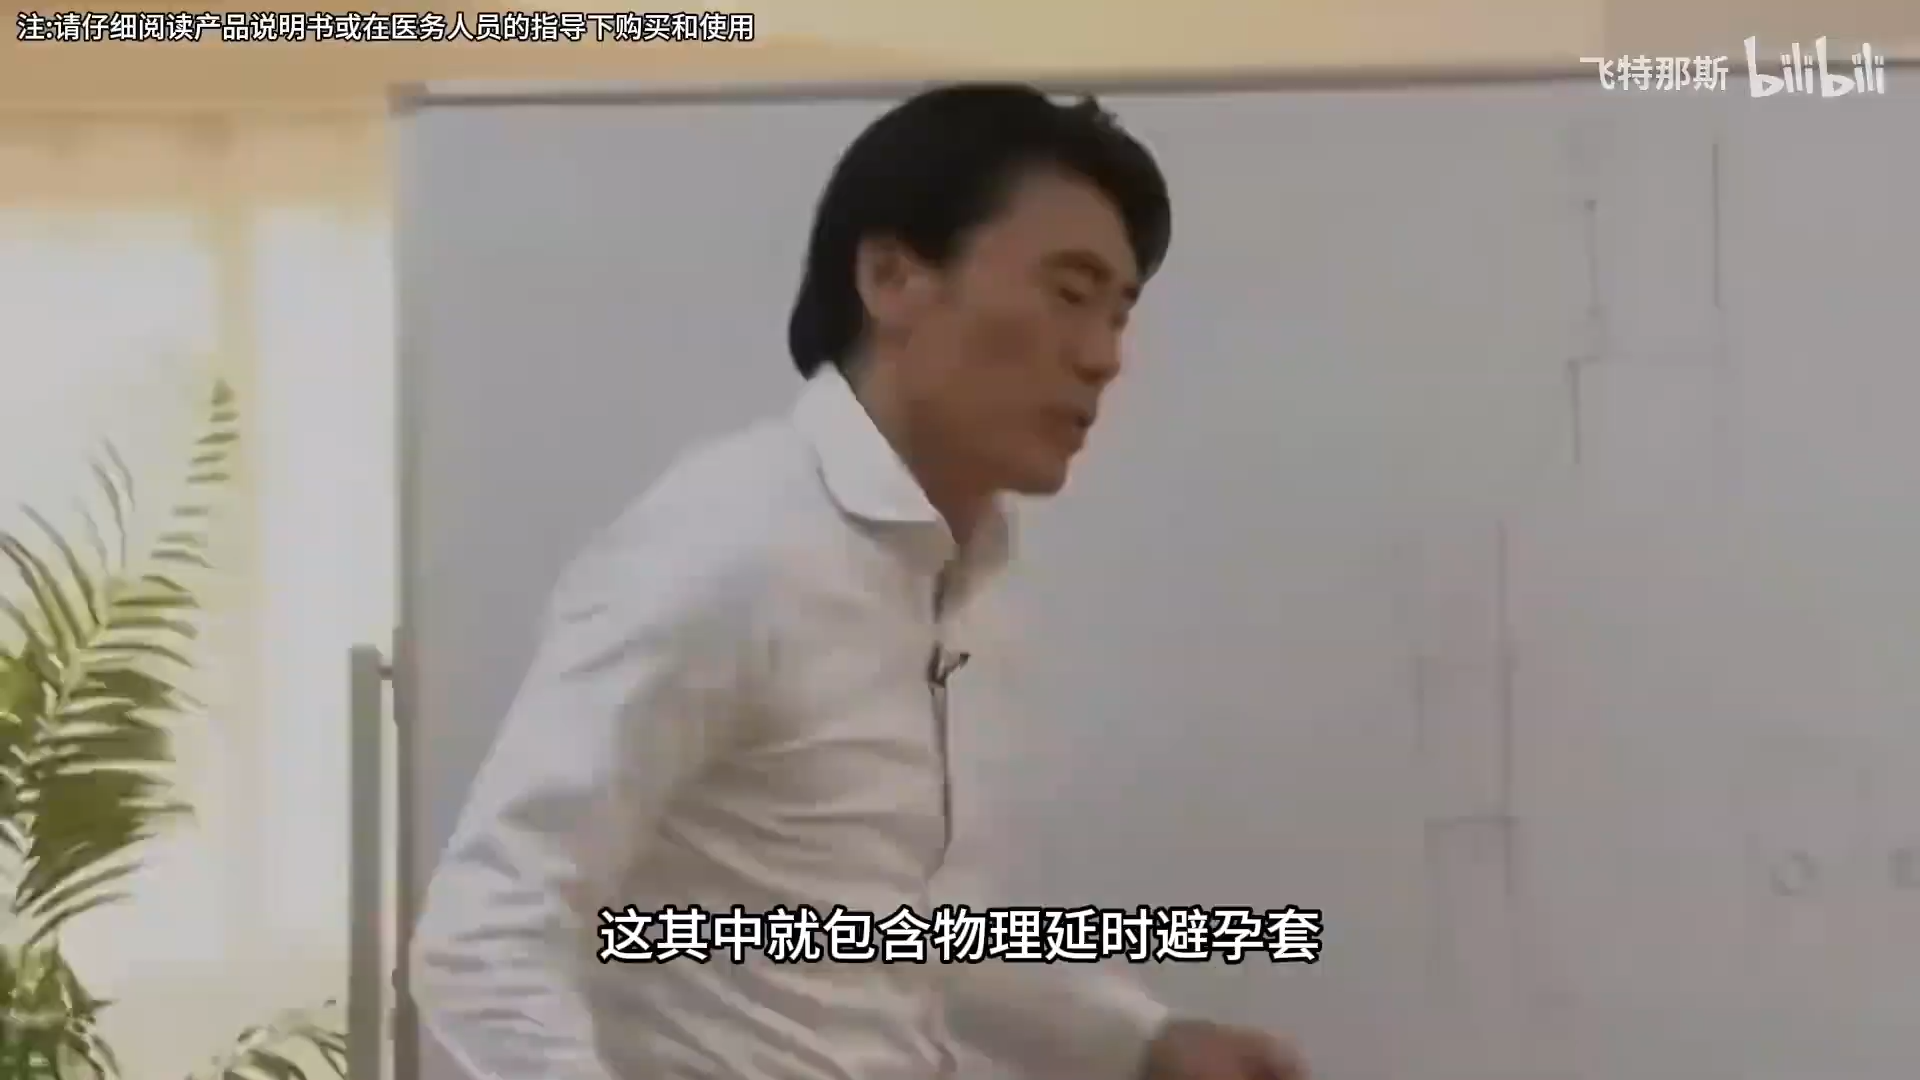 注:请仔细阅读产品说明书或在医务人员的指导下购买和使用
飞特那斯 bilibili
这其中就包含物理延时避孕套